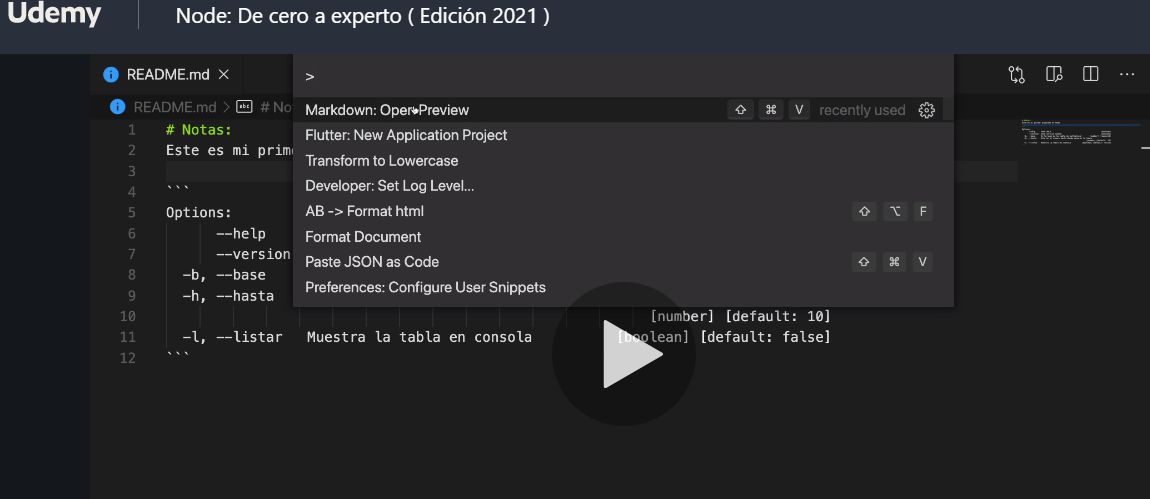 Udemy
Node: De cero a experto ( Edición 2021 )
README.md
>
README.md > # No
Markdown: Open Preview ⇧ ⌘ V recently used
Flutter: New Application Project
Transform to Lowercase
Developer: Set Log Level...
AB -> Format html ⇧ ⌥ F
Format Document
Paste JSON as Code ⇧ ⌘ V
Preferences: Configure User Snippets
1 # Notas:
2 Este es mi prim
3
4 ```
5 Options:
6 --help
7 --version
8 -b, --base
9 -h, --hasta
10 [number] [default: 10]
11 -l, --listar Muestra la tabla en consola [boolean] [default: false]
12 ```